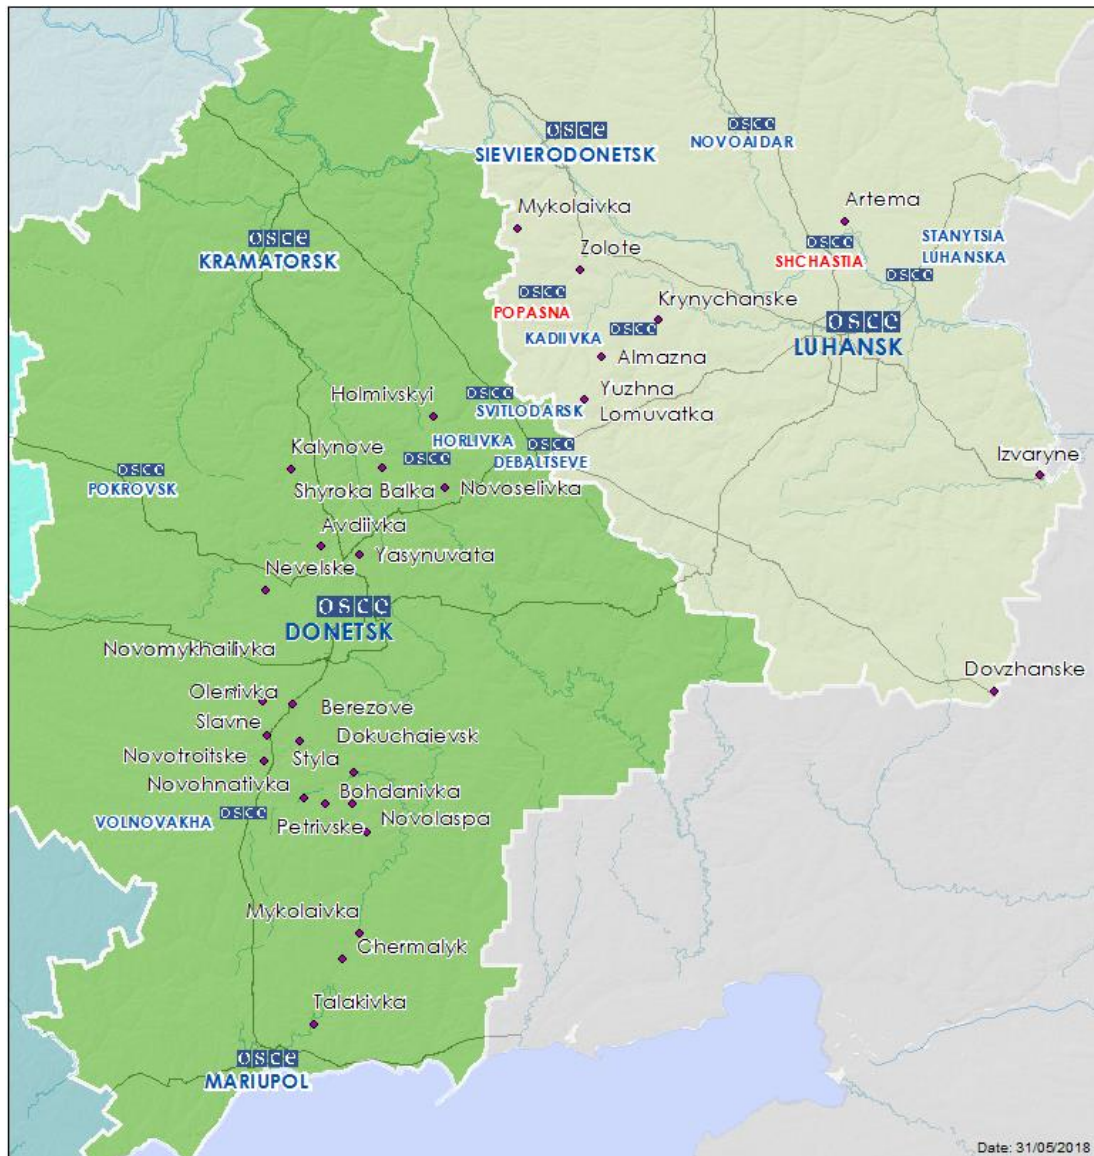 osce
SIEVIERODONETSK
osce
NOVOAIDAR
Mykolaivka
Artema
osce
KRAMATORSK
Zolote
osce
SHCHASTIA
STANYTSIA
LUHANSKA
osce
osce
POPASNA
Krynychanske
osce
LUHANSK
KADIIVKA
osce
Almazna
Holmivskyi
osce
SVITLODARSK
Yuzhna
Lomuvatka
HORLIVKA
osce
osce
DEBALTSEVE
Kalynove
Izvaryne
osce
POKROVSK
Shyroka Balka
Novoselivka
Avdiivka
Yasynuvata
Nevelske
osce
DONETSK
Novomykhailivka
Dovzhanske
Olenivka
Berezove
Slavne
Dokuchaievsk
Novotroitske
Styla
Novohnativka
Bohdanivka
osce
VOLNOVAKHA
Petrivske
Novolaspa
Mykolaivka
Chermalyk
Talakivka
osce
MARIUPOL
Date: 31/05/2018